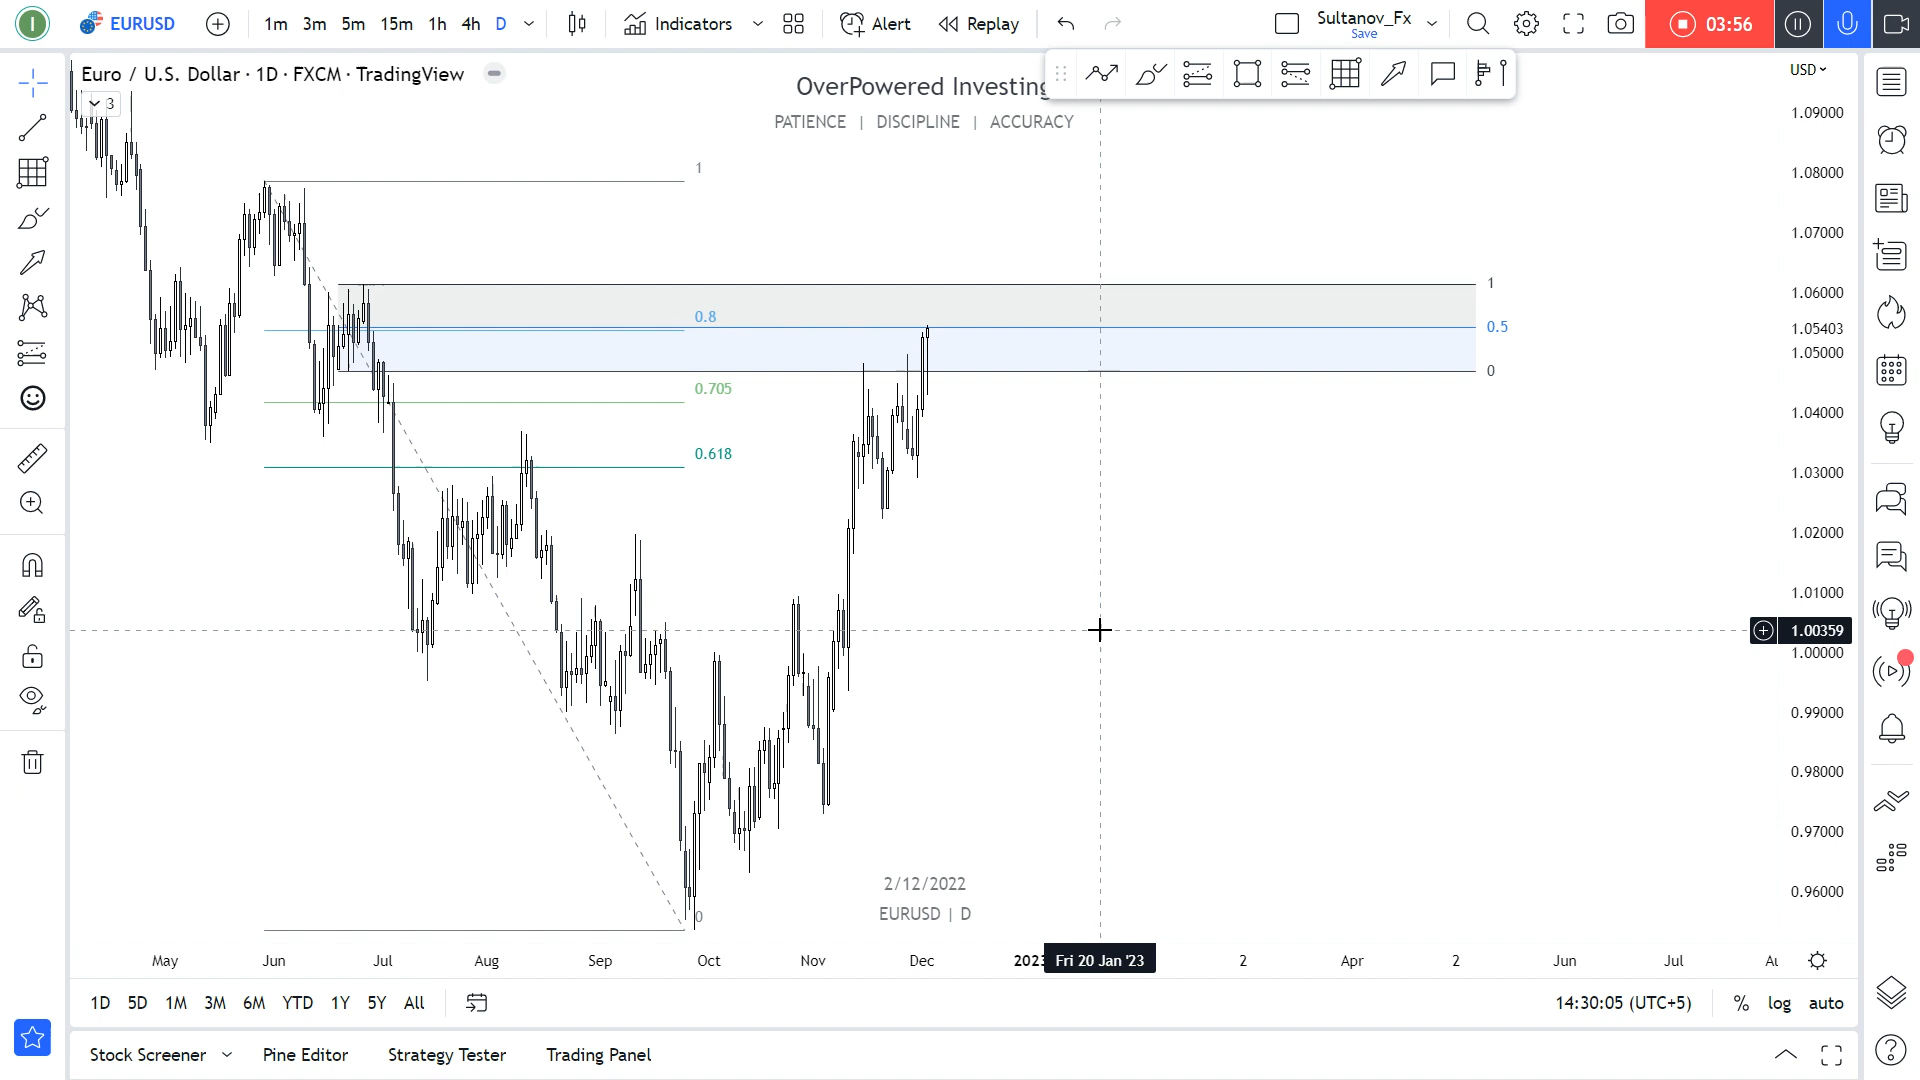 I EURUSD 1m 3m 5m 15m 1h 4h D Indicators Alert Replay Sultanov_Fx 03:56
Save
Euro / U.S. Dollar · 1D · FXCM · TradingView
3
OverPowered Investing
PATIENCE | DISCIPLINE | ACCURACY
USD
1.09000
1.08000
1.07000
1.06000
1.05403
1.05000
1.04000
1.03000
1.02000
1.01000
1.00359
1.00000
0.99000
0.98000
0.97000
0.96000
1
0.8
0.705
0.618
0
1
0.5
0
2/12/2022
EURUSD | D
May Jun Jul Aug Sep Oct Nov Dec 2023 Fri 20 Jan '23 2 Apr 2 Jun Jul
1D 5D 1M 3M 6M YTD 1Y 5Y All 14:30:05 (UTC+5) % log auto
Stock Screener Pine Editor Strategy Tester Trading Panel